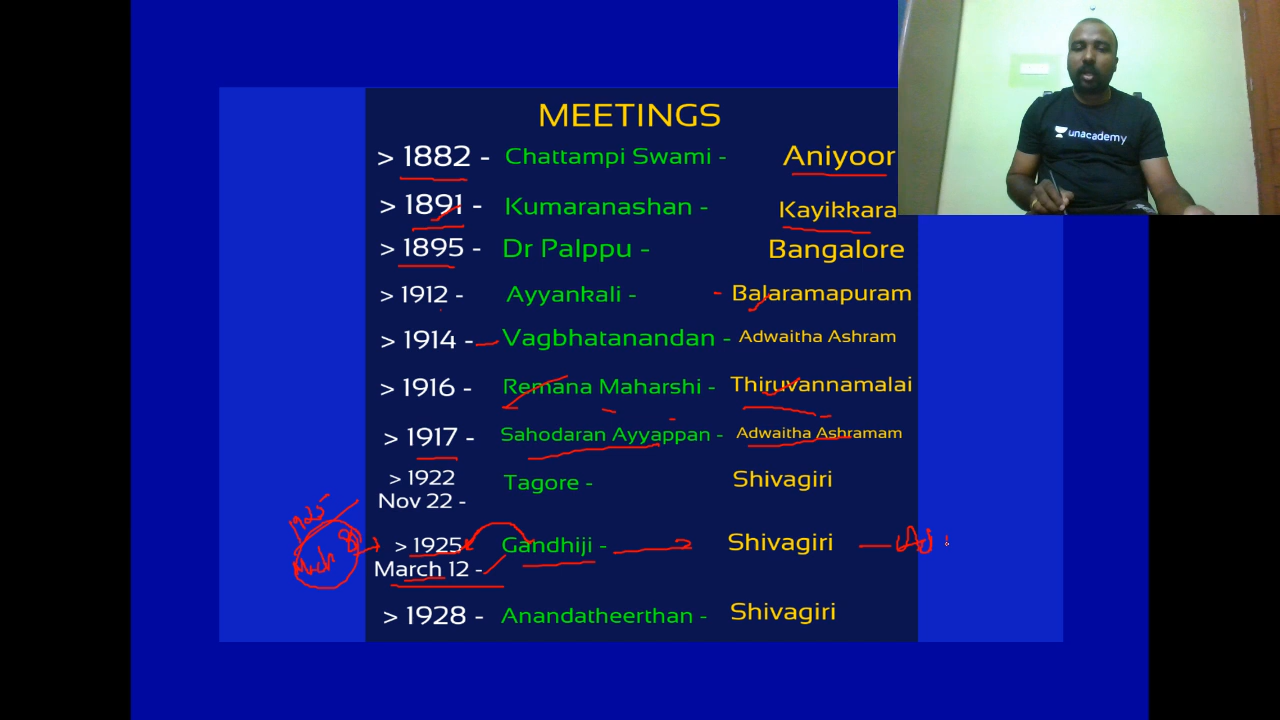 MEETINGS
> 1882 - Chattampi Swami - Aniyoor
> 1891 - Kumaranashan - Kayikkara
> 1895 - Dr Palppu - Bangalore
> 1912 - Ayyankali - Balaramapuram
> 1914 - Vagbhatanandan - Adwaitha Ashram
> 1916 - Remana Maharshi - Thiruvannamalai
> 1917 - Sahodaran Ayyappan - Adwaitha Ashramam
> 1922 Tagore - Shivagiri
Nov 22 -
1925
> 1925 Gandhiji - Shivagiri
March 12 -
> 1928 - Anandatheerthan - Shivagiri
unacademy